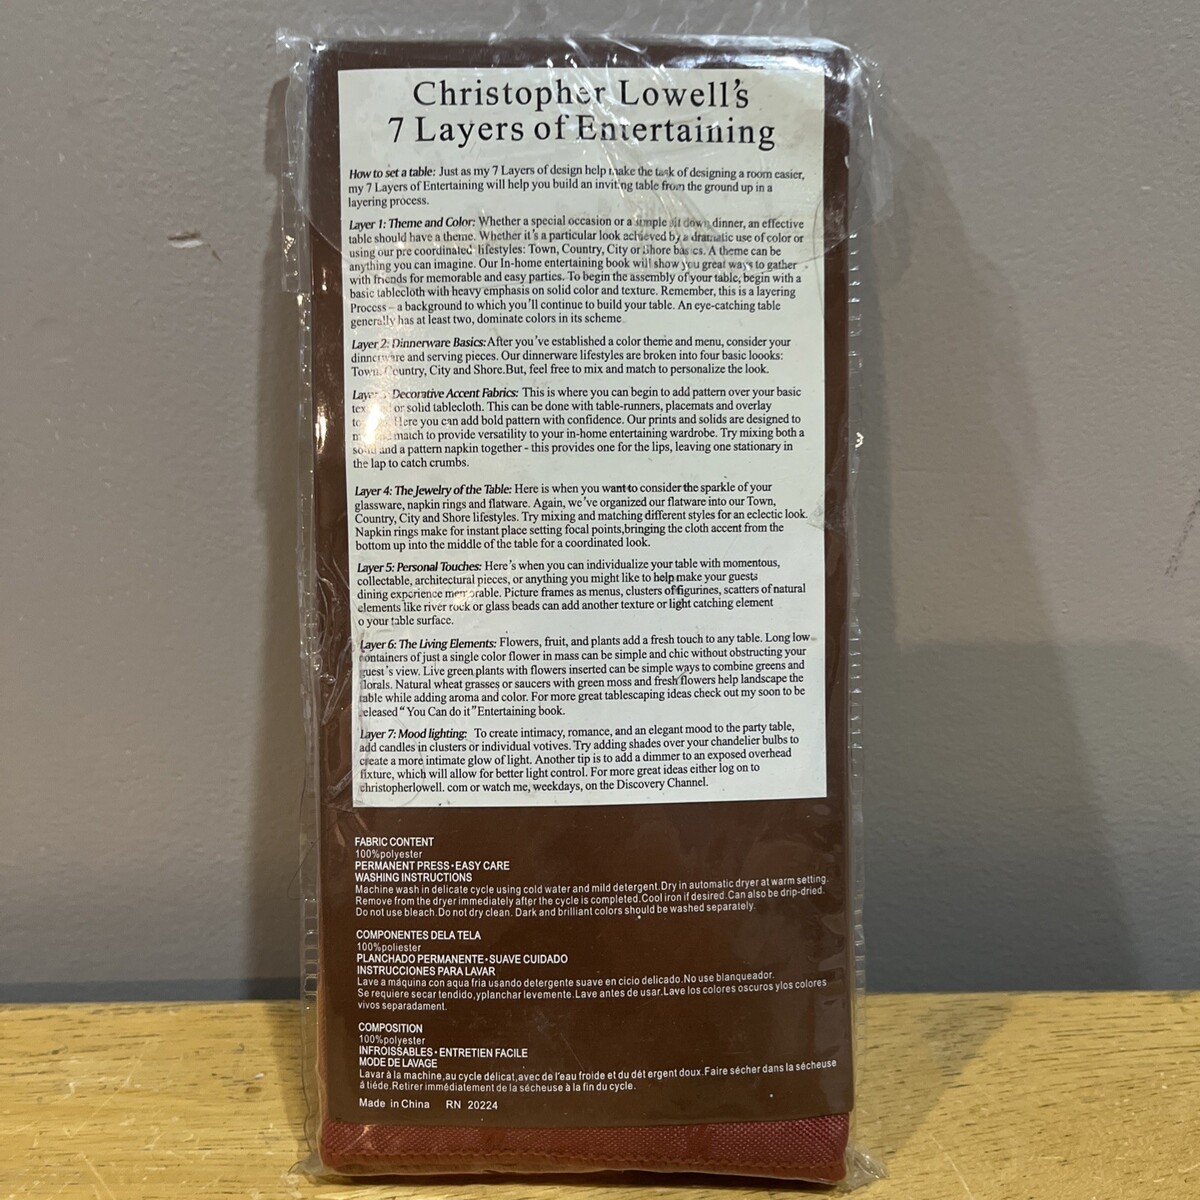 Christopher Lowell's
7 Layers of Entertaining
How to set a table: Just as my 7 Layers of design help make the task of designing a room easier,
my 7 Layers of Entertaining will help you build an inviting table from the ground up in a
layering process.
Layer 1: Theme and Color: Whether a special occasion or a simple sit down dinner, an effective
table should have a theme. Whether it's a particular look achieved by a dramatic use of color or
using our pre coordinated lifestyles: Town, Country, City or Shore basics. A theme can be
anything you can imagine. Our In-home entertaining book will show you great ways to gather
with friends for memorable and easy parties. To begin the assembly of your table, begin with a
basic tablecloth with heavy emphasis on solid color and texture. Remember, this is a layering
Process – a background to which you'll continue to build your table. An eye-catching table
generally has at least two, dominate colors in its scheme
Layer 2: Dinnerware Basics: After you've established a color theme and menu, consider your
dinnerware and serving pieces. Our dinnerware lifestyles are broken into four basic loooks:
Town, Country, City and Shore.But, feel free to mix and match to personalize the look.
Layer Decorative Accent Fabrics: This is where you can begin to add pattern over your basic
or solid tablecloth. This can be done with table-runners, placemats and overlay
Here you can add bold pattern with confidence. Our prints and solids are designed to
match to provide versatility to your in-home entertaining wardrobe. Try mixing both a
solid and a pattern napkin together - this provides one for the lips, leaving one stationary in
the lap to catch crumbs.
Layer 4: The Jewelry of the Table: Here is when you want to consider the sparkle of your
glassware, napkin rings and flatware. Again, we've organized our flatware into our Town,
Country, City and Shore lifestyles. Try mixing and matching different styles for an eclectic look.
Napkin rings make for instant place setting focal points,bringing the cloth accent from the
bottom up into the middle of the table for a coordinated look.
Layer 5: Personal Touches: Here's when you can individualize your table with momentous,
collectable, architectural pieces, or anything you might like to help make your guests
dining experience memorable. Picture frames as menus, clusters of figurines, scatters of natural
elements like river rock or glass beads can add another texture or light catching element
o your table surface.
Layer 6: The Living Elements: Flowers, fruit, and plants add a fresh touch to any table. Long low
containers of just a single color flower in mass can be simple and chic without obstructing your
guest's view. Live green plants with flowers inserted can be simple ways to combine greens and
florals. Natural wheat grasses or saucers with green moss and fresh flowers help landscape the
table while adding aroma and color. For more great tablescaping ideas check out my soon to be
released "You Can do it"Entertaining book.
Layer 7: Mood lighting: To create intimacy, romance, and an elegant mood to the party table,
add candles in clusters or individual votives. Try adding shades over your chandelier bulbs to
create a more intimate glow of light. Another tip is to add a dimmer to an exposed overhead
fixture, which will allow for better light control. For more great ideas either log on to
christopherlowell. com or watch me, weekdays, on the Discovery Channel.
FABRIC CONTENT
100%polyester
PERMANENT PRESS•EASY CARE
WASHING INSTRUCTIONS
Machine wash in delicate cycle using cold water and mild detergent.Dry in automatic dryer at warm setting.
Remove from the dryer immediately after the cycle is completed.Cool iron if desired.Can also be drip-dried.
Do not use bleach.Do not dry clean. Dark and brilliant colors should be washed separately.
COMPONENTES DELA TELA
100%poliester
PLANCHADO PERMANENTE•SUAVE CUIDADO
INSTRUCCIONES PARA LAVAR
Lave a máquina con aqua fria usando detergente suave en cicio delicado.No use blanqueador.
Se requiere secar tendido,yplanchar levemente.Lave antes de usar.Lave los colores oscuros ylos colores
vivos separadament.
COMPOSITION
100%polyester
INFROISSABLES•ENTRETIEN FACILE
MODE DE LAVAGE
Lavar à la machine,au cycle délicat,avec de l'eau froide et du dét ergent doux.Faire sécher dans la sécheuse
á tiéde.Retirer immédiatement de la sécheuse à la fin du cycle.
Made in China RN 20224